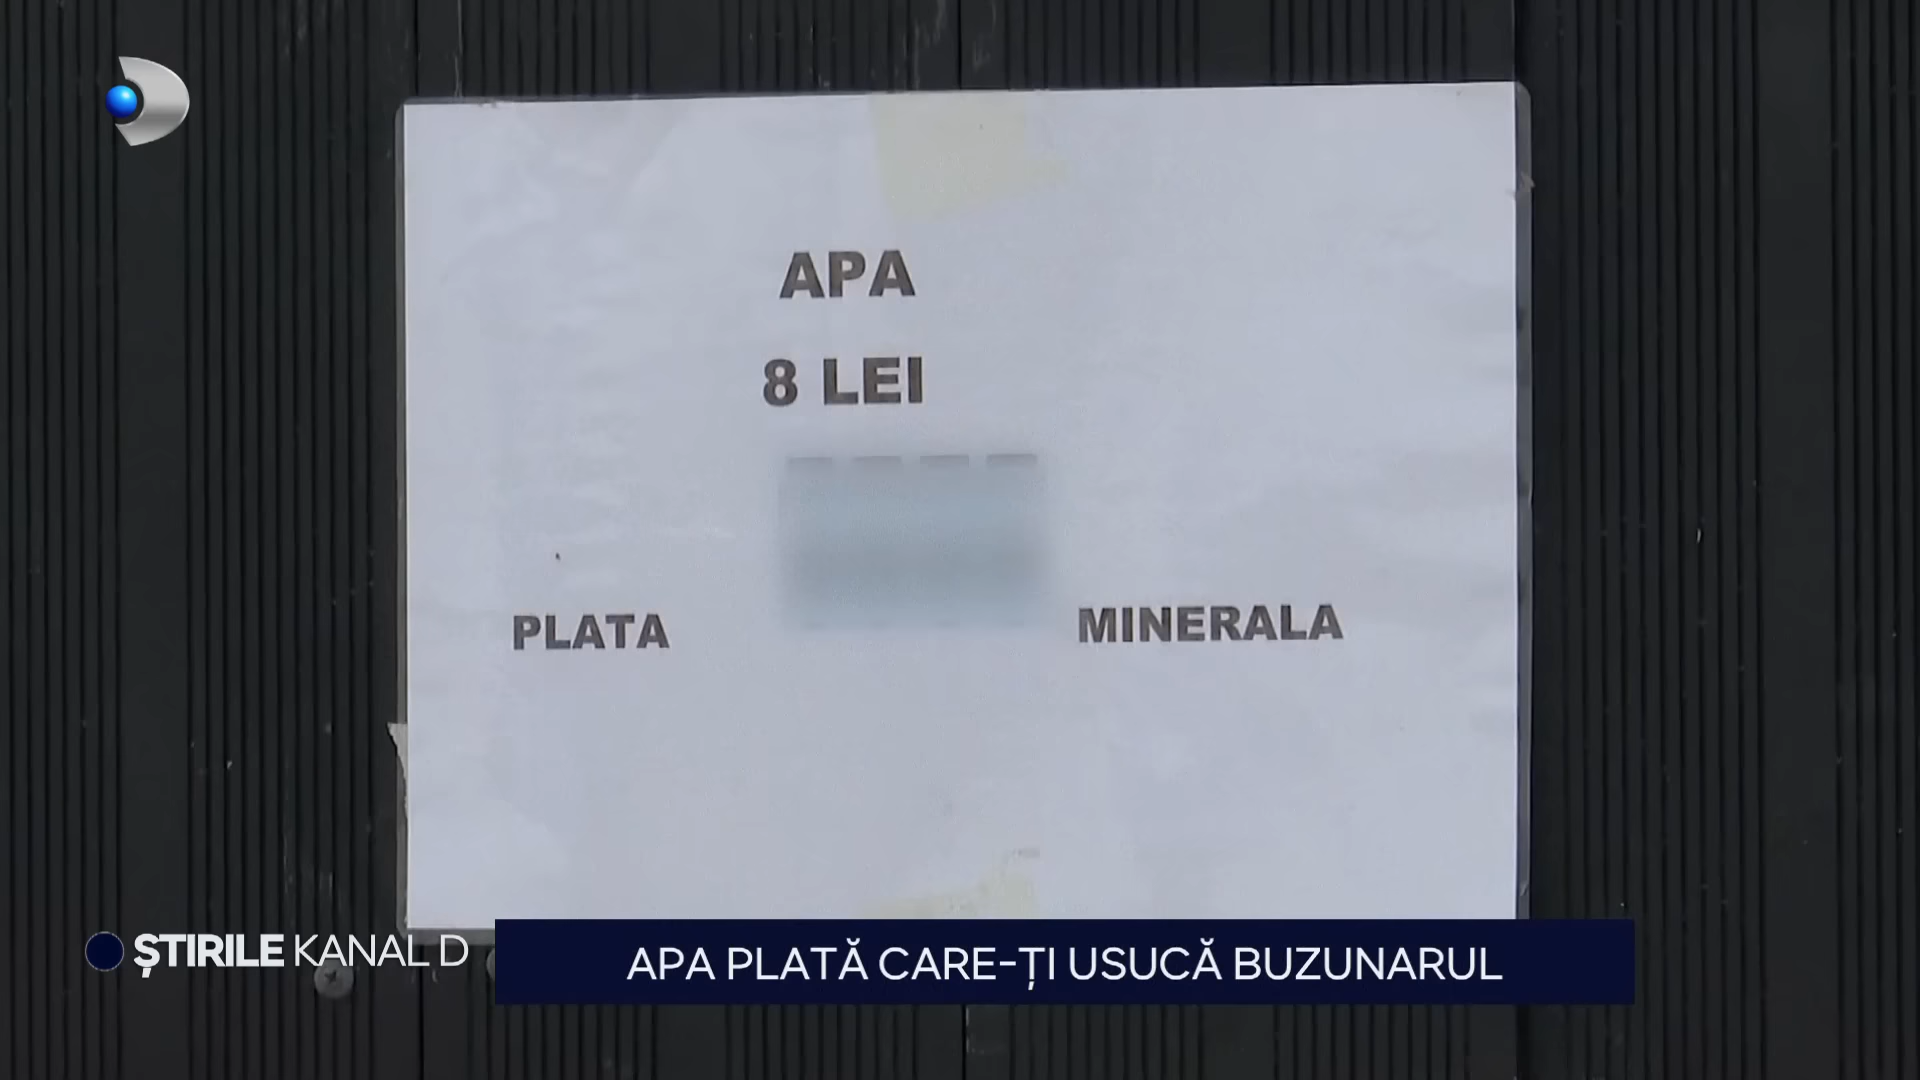 APA
8 LEI
PLATA
MINERALA
ȘTIRILE KANAL D
APA PLATĂ CARE-ȚI USUCĂ BUZUNARUL